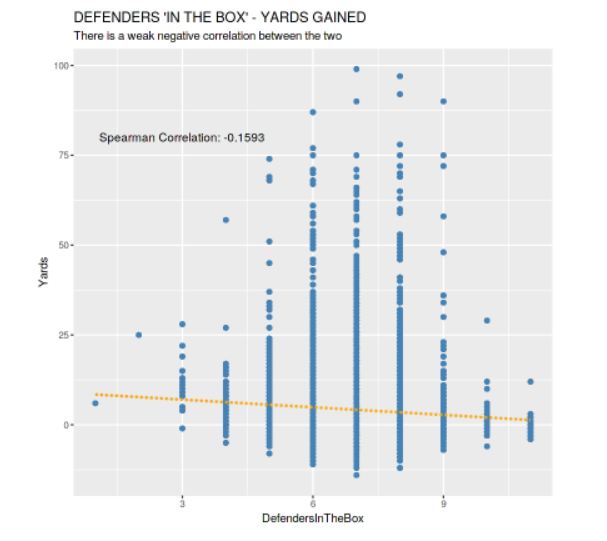 DEFENDERS 'IN THE BOX' - YARDS GAINED
There is a weak negative correlation between the two
100
Spearman Correlation: -0.1593
75
50
Yards
25
0
3
6
9
DefendersInTheBox